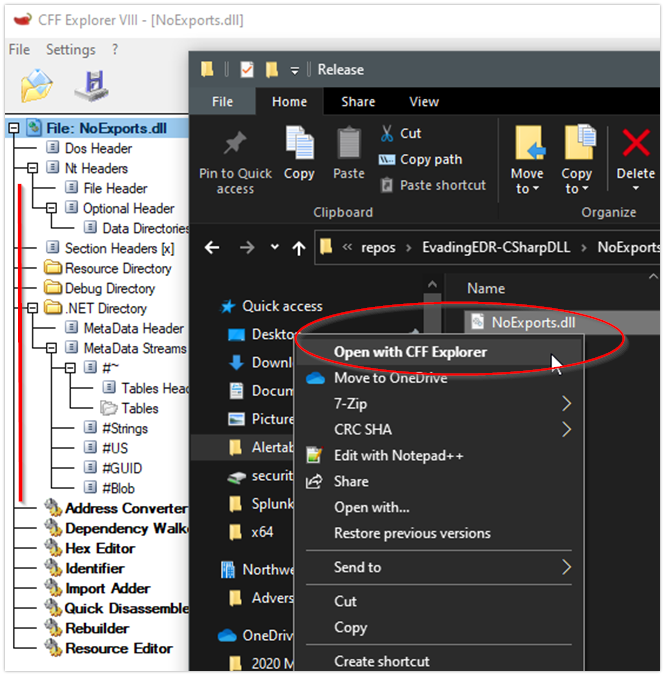 CFF Explorer VIII - [NoExports.dll]
File Settings ?
File: NoExports.dll
Dos Header
Nt Headers
File Header
Optional Header
Data Directories
Section Headers [x]
Resource Directory
Debug Directory
.NET Directory
MetaData Header
MetaData Streams
#~
Tables Head
Tables
#Strings
#US
#GUID
#Blob
Address Converter
Dependency Walke
Hex Editor
Identifier
Import Adder
Quick Disassemble
Rebuilder
Resource Editor
Release
File Home Share View
Pin to Quick access
Copy
Paste
Cut
Copy path
Paste shortcut
Move to
Copy to
Delete
Clipboard
Organize
« repos > EvadingEDR-CSharpDLL > NoExports
Name
NoExports.dll
Quick access
Deskto
Downl
Docum
Picture
Alertab
securit
Splunk
x64
Northwe
Advers
OneDriv
2020 M
Open with CFF Explorer
Move to OneDrive
7-Zip
CRC SHA
Edit with Notepad++
Share
Open with...
Restore previous versions
Send to
Cut
Copy
Create shortcut